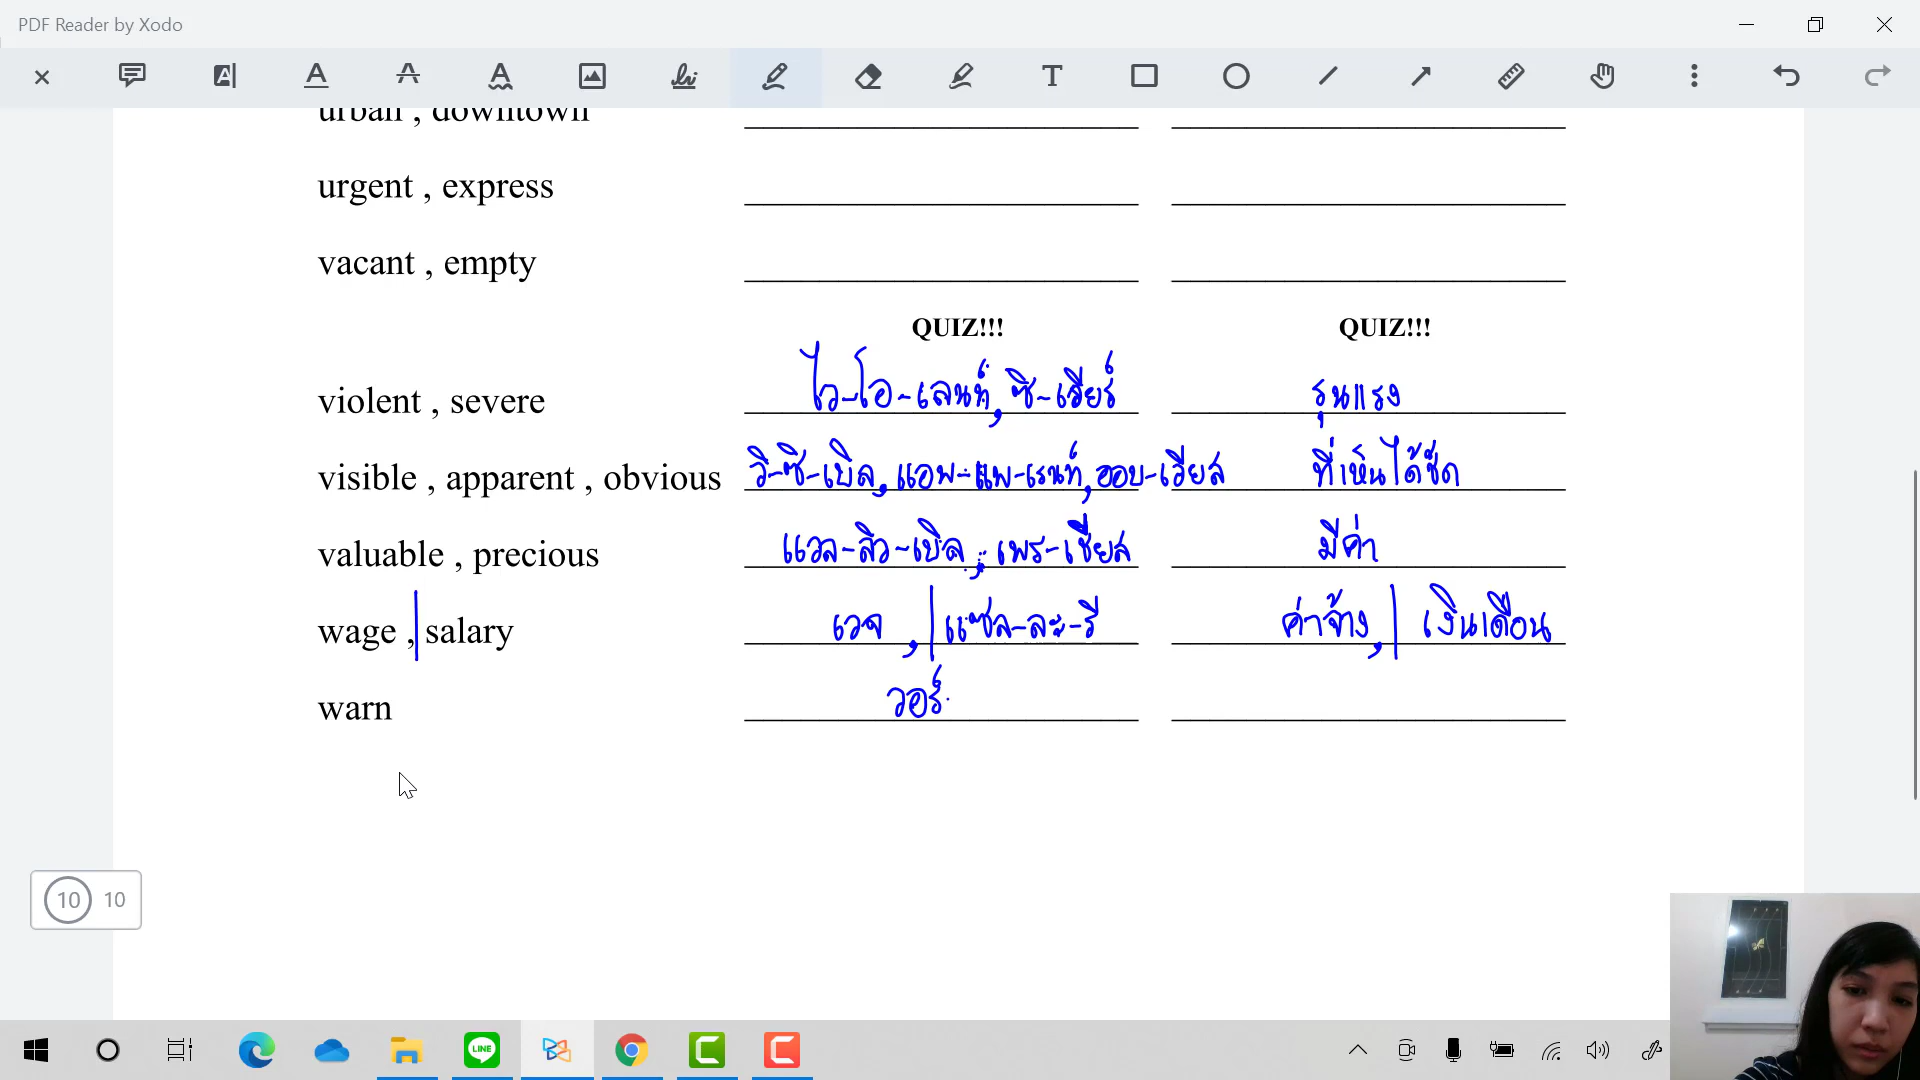 PDF Reader by Xodo
urban , downtown
urgent , express
vacant , empty
QUIZ!!! QUIZ!!!
violent , severe ไว-โอ-เลนท์, ซิ-เวียร์ รุนแรง
visible , apparent , obvious วิ-ซิ-เบิล, แอพ-แพ-เรนท์, ออบ-เวียส ที่เห็นได้ชัด
valuable , precious แวล-ลิว-เบิล, เพร-เชียส มีค่า
wage , salary เวจ , แซล-ละ-รี ค่าจ้าง, เงินเดือน
warn วอร์
10 10
LINE